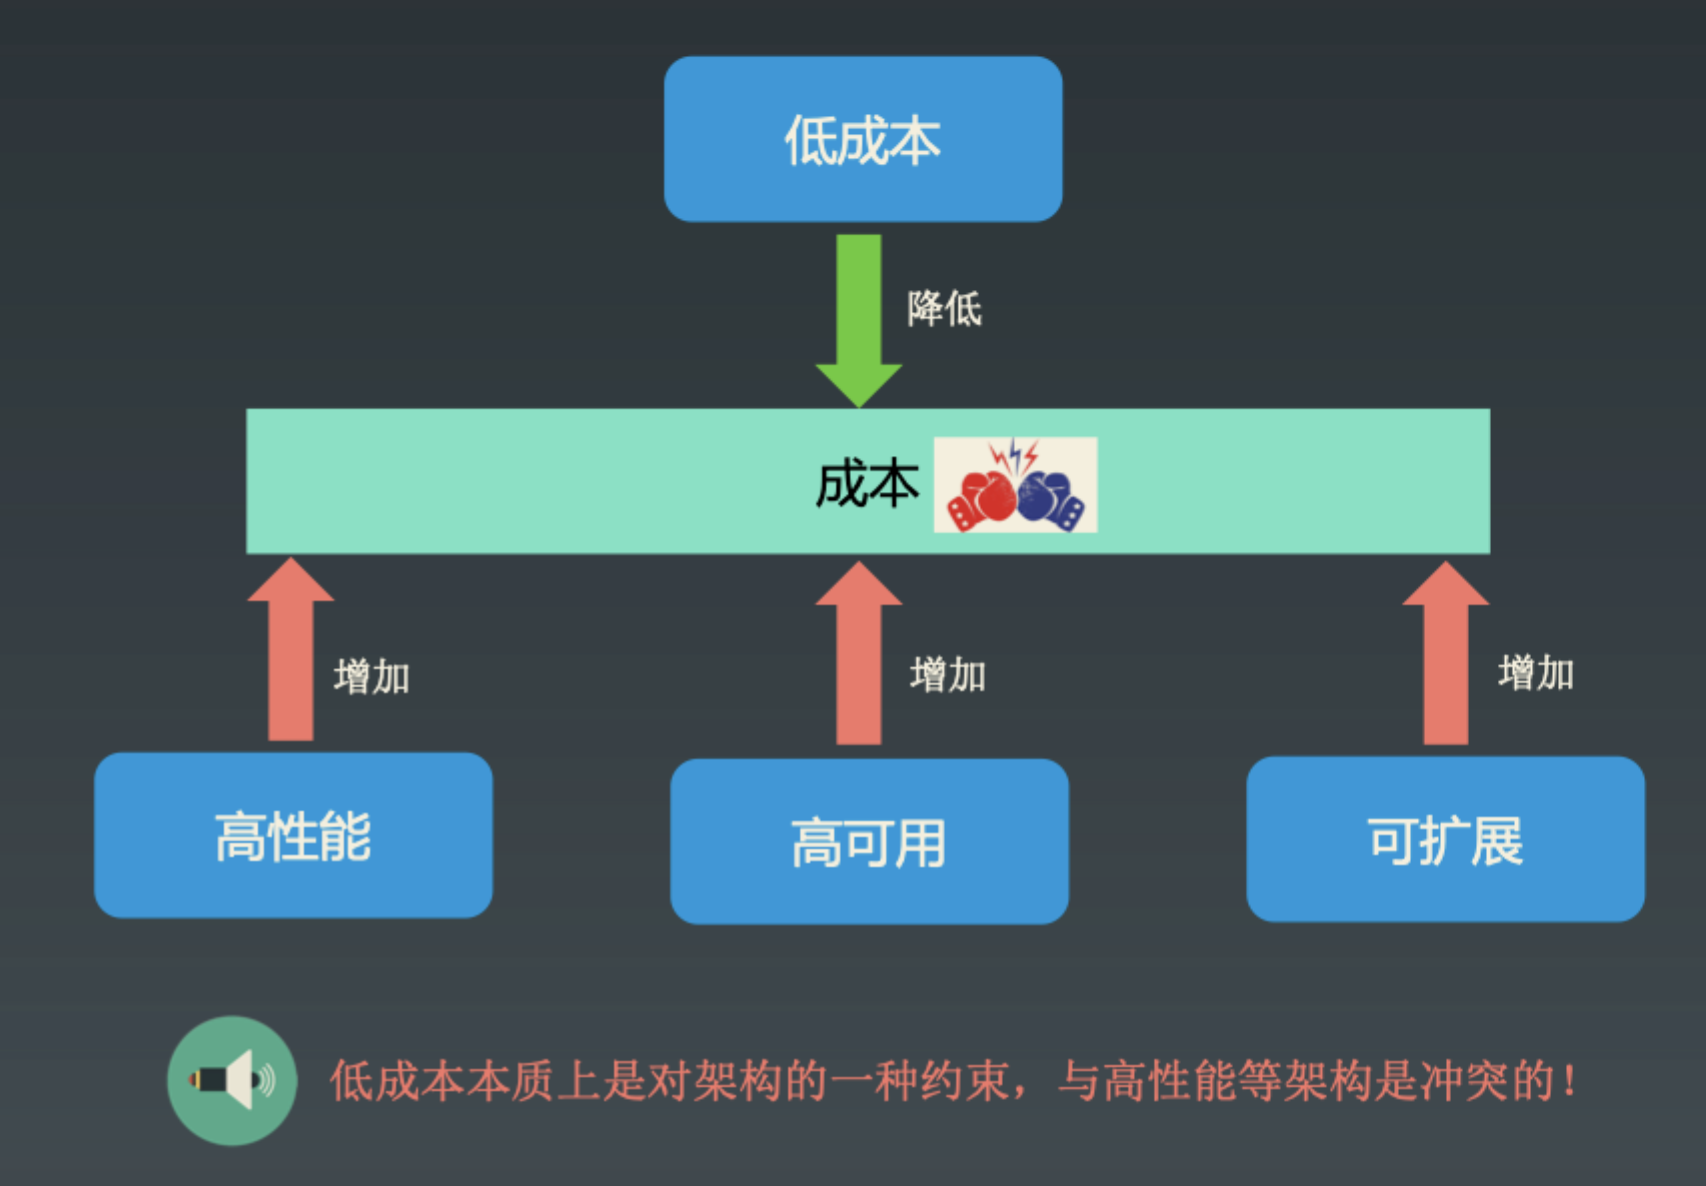 低成本
降低
成本
增加
增加
增加
高性能
高可用
可扩展
低成本本质上是对架构的一种约束，与高性能等架构是冲突的！